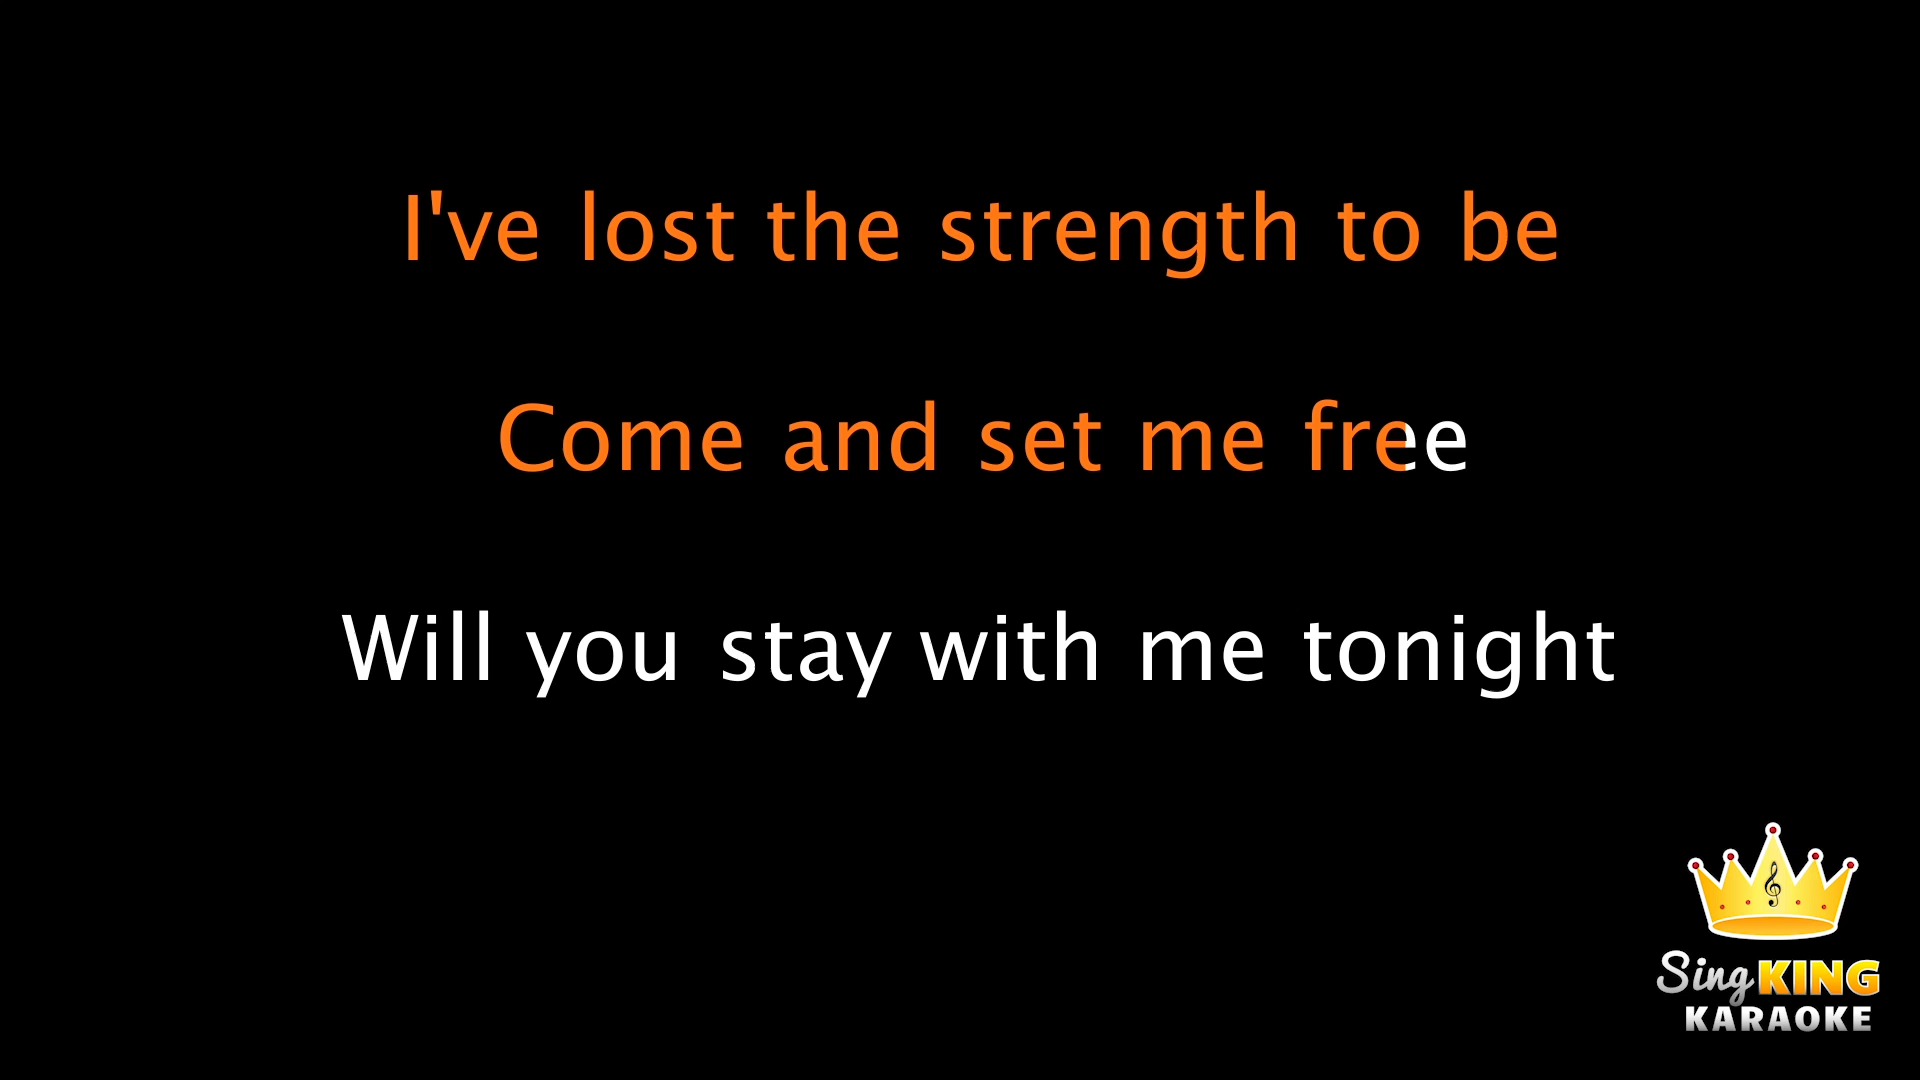 I've lost the strength to be
Come and set me free
Will you stay with me tonight
Sing KING
KARAOKE